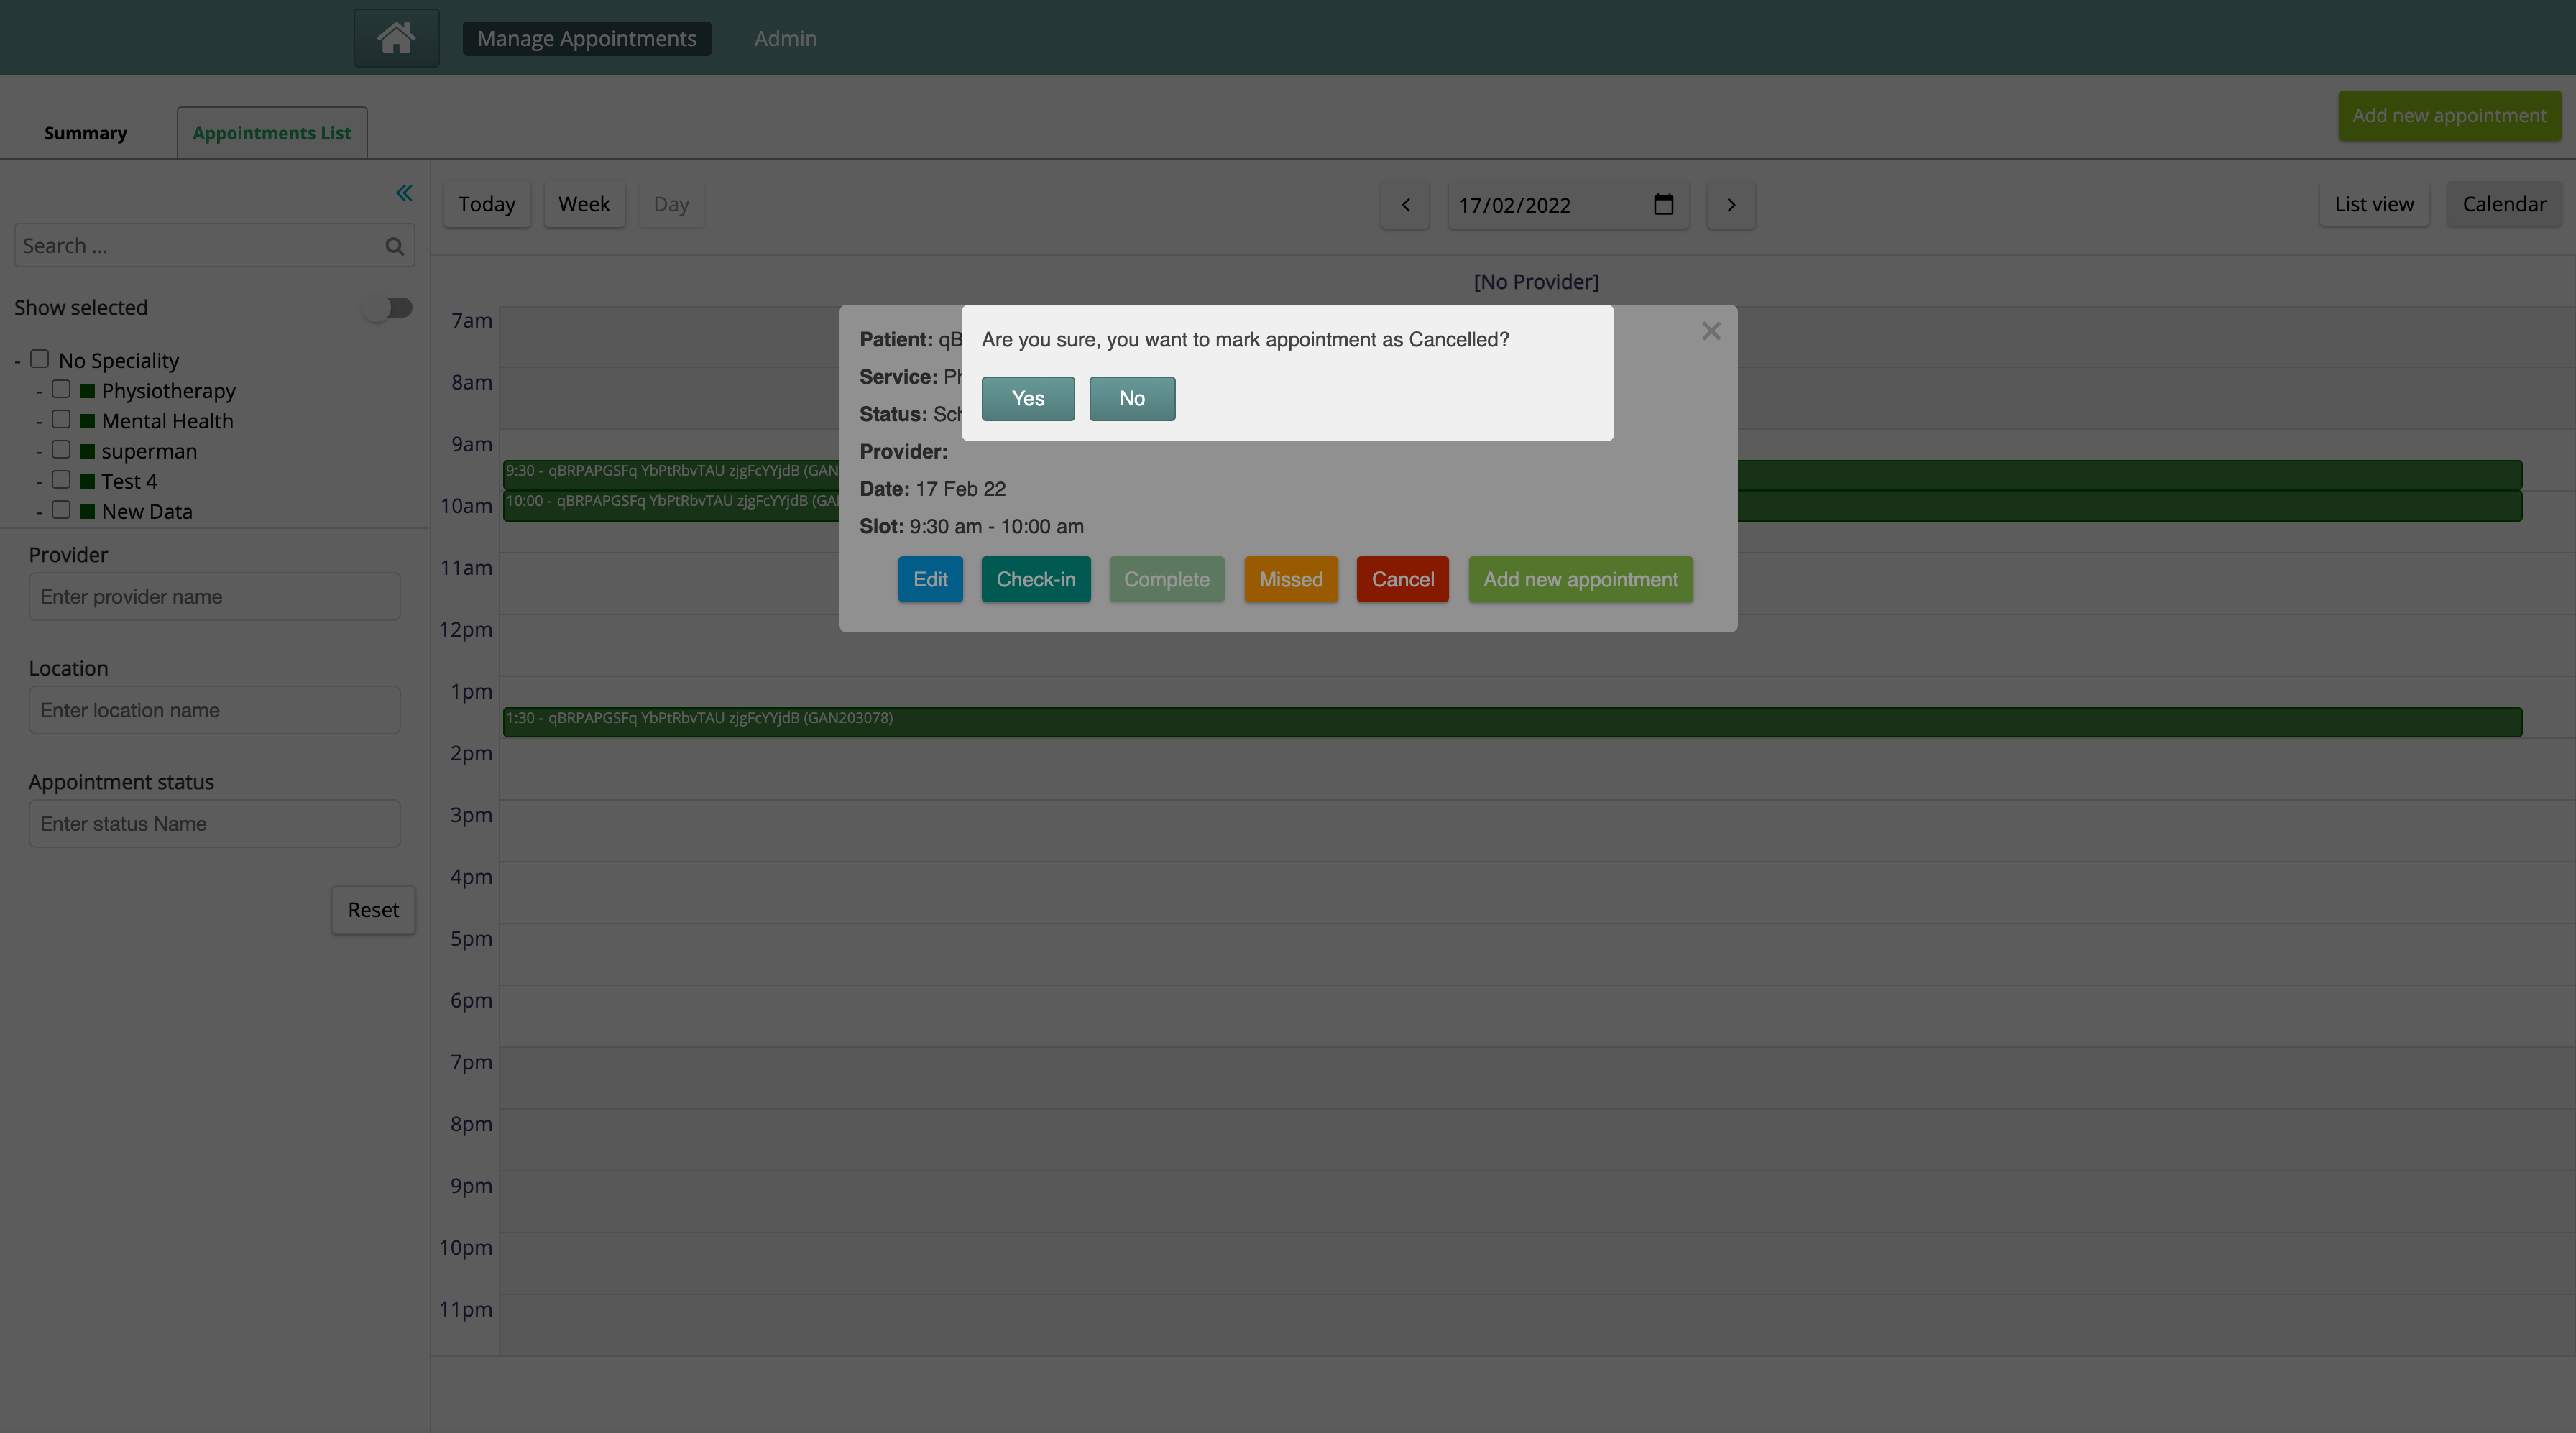 Manage Appointments
Admin
Summary
Appointments List
Add new appointment
Today
Week
Day
17/02/2022
List view
Calendar
Search ...
Show selected
- No Speciality
- Physiotherapy
- Mental Health
- superman
- Test 4
- New Data
Provider
Enter provider name
Location
Enter location name
Appointment status
Enter status Name
Reset
[No Provider]
7am
8am
9am
10am
11am
12pm
1pm
2pm
3pm
4pm
5pm
6pm
7pm
8pm
9pm
10pm
11pm
9:30 - qBRPAPGSFq YbPtRbvTAU zjgFcYYjdB (GAN
10:00 - qBRPAPGSFq YbPtRbvTAU zjgFcYYjdB (GA
1:30 - qBRPAPGSFq YbPtRbvTAU zjgFcYYjdB (GAN203078)
Patient: qB
Service: Ph
Status: Sch
Provider:
Date: 17 Feb 22
Slot: 9:30 am - 10:00 am
Edit
Check-in
Complete
Missed
Cancel
Add new appointment
Are you sure, you want to mark appointment as Cancelled?
Yes
No